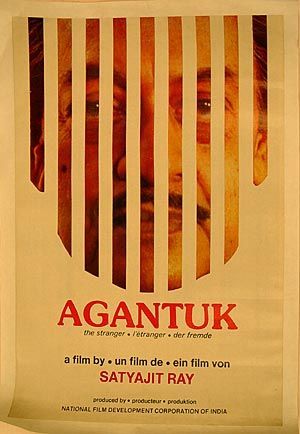 AGANTUK
the stranger • l'étranger • der fremde
a film by • un film de • ein film von
SATYAJIT RAY
produced by • producteur • produktion
NATIONAL FILM DEVELOPMENT CORPORATION OF INDIA